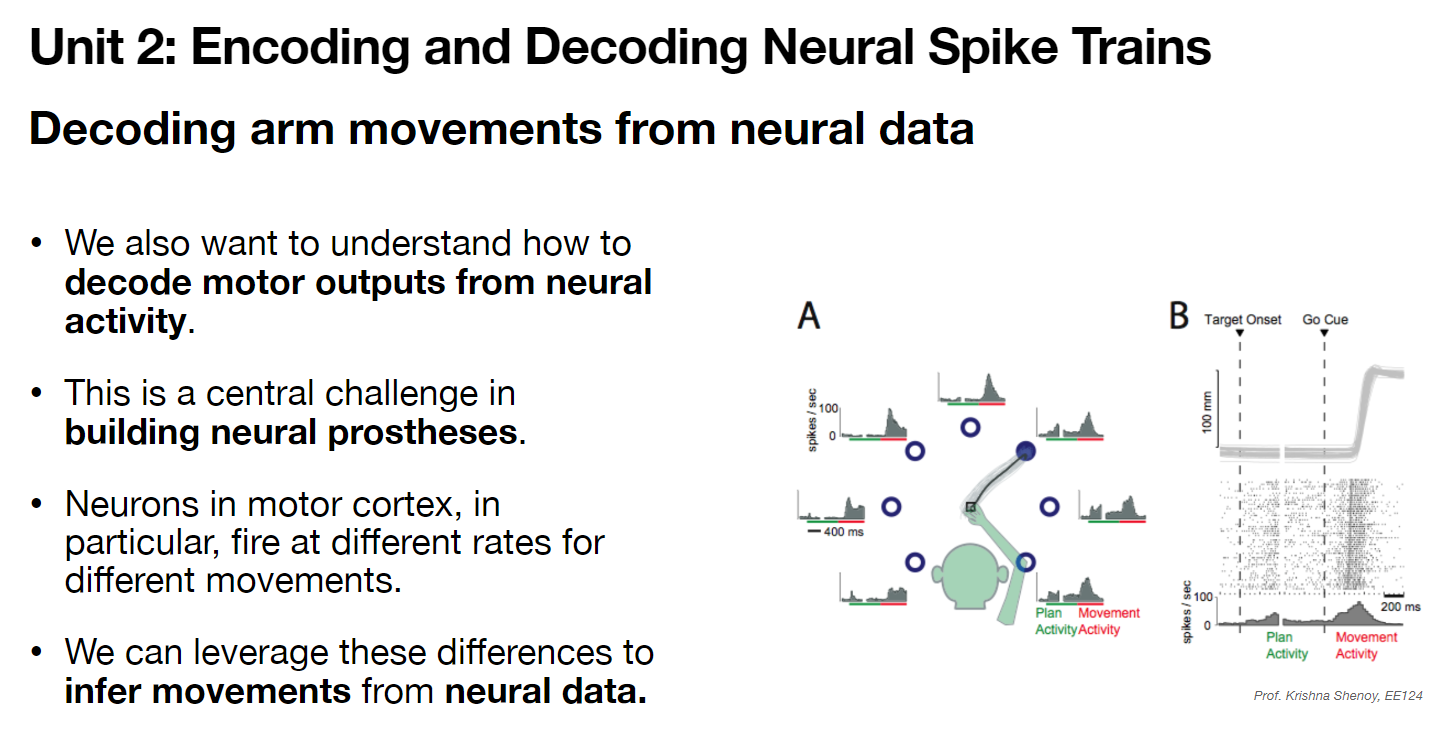 Unit 2: Encoding and Decoding Neural Spike Trains
Decoding arm movements from neural data
• We also want to understand how to
decode motor outputs from neural
activity.
• This is a central challenge in
building neural prostheses.
• Neurons in motor cortex, in
particular, fire at different rates for
different movements.
• We can leverage these differences to
infer movements from neural data.
A
spikes / sec
100
0
400 ms
Plan Movement
Activity Activity
B
Target Onset Go Cue
100 mm
200 ms
spikes / sec
100
0
Plan Movement
Activity Activity
Prof. Krishna Shenoy, EE124